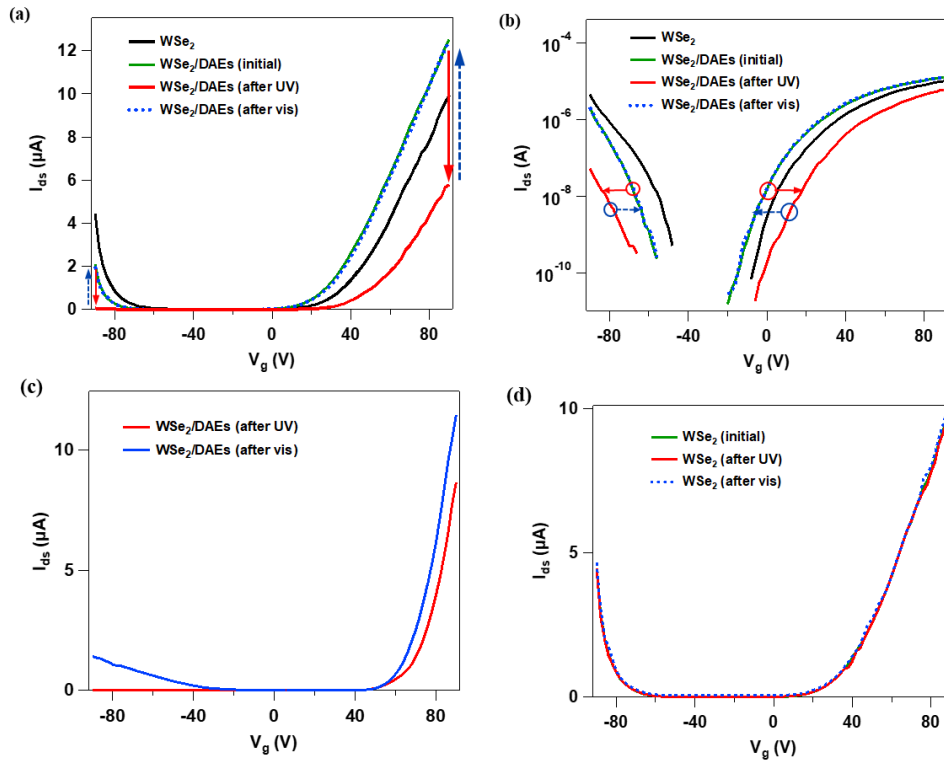 (a)
WSe2
WSe2/DAEs (initial)
WSe2/DAEs (after UV)
WSe2/DAEs (after vis)
12
10
8
6
4
2
0
Ids (µA)
-80
-40
0
40
80
Vg (V)
(b)
WSe2
WSe2/DAEs (initial)
WSe2/DAEs (after UV)
WSe2/DAEs (after vis)
10-4
10-6
10-8
10-10
Ids (A)
-80
-40
0
40
80
Vg (V)
(c)
WSe2/DAEs (after UV)
WSe2/DAEs (after vis)
10
5
0
Ids (µA)
-80
-40
0
40
80
Vg (V)
(d)
WSe2 (initial)
WSe2 (after UV)
WSe2 (after vis)
10
5
0
Ids (µA)
-80
-40
0
40
80
Vg (V)